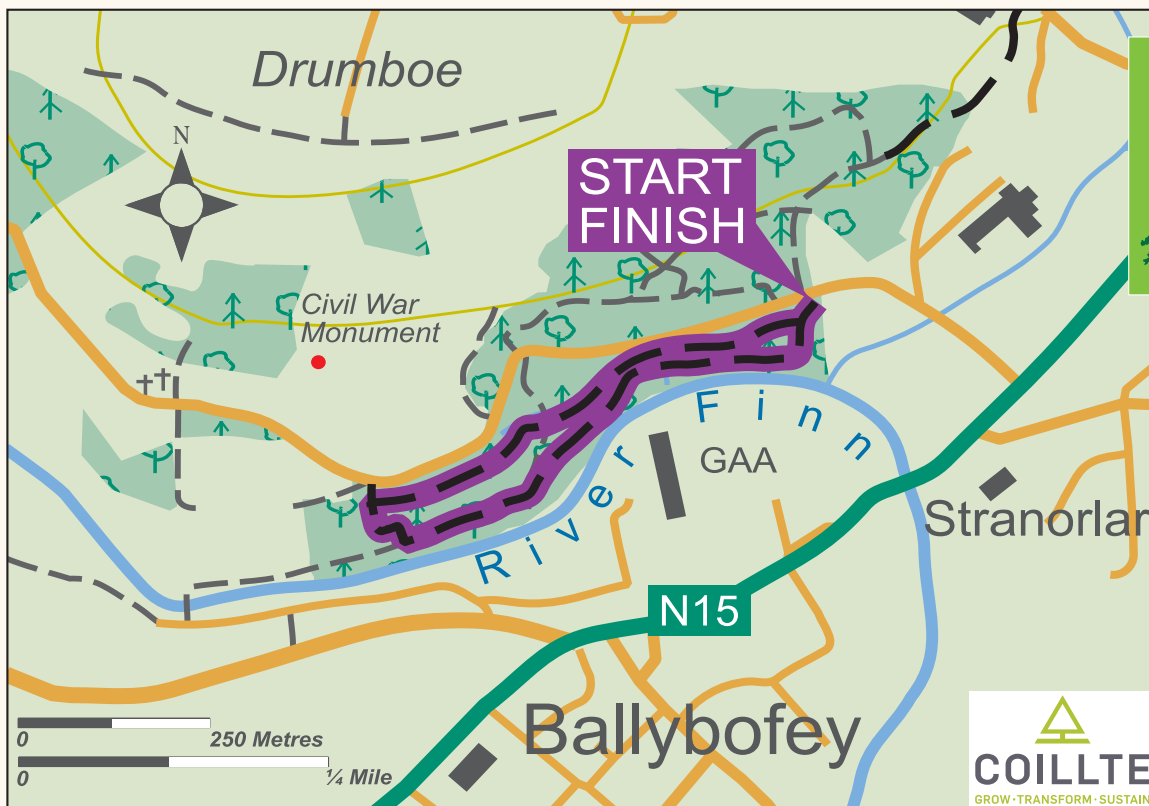 Drumboe
N
START
FINISH
Civil War
Monument
River Finn
GAA
Stranorlar
N15
Ballybofey
0 250 Metres
0 ¼ Mile
COILLTE
GROW·TRANSFORM·SUSTAIN